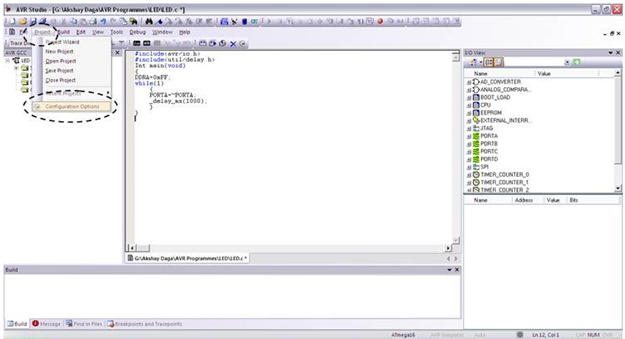 AVR Studio - [G:\Akshay Daga\AVR Programmes\LED\LED.c *]
Project Build Edit View Tools Debug Window Help
Project Wizard
New Project
Open Project
Save Project
Close Project
Configuration Options
AVR GCC
LED
#include<avr/io.h>
#include<util/delay.h>
Int main(void)
{
DDRA=0xFF;
while(1)
{
PORTA=~PORTA;
_delay_ms(1000);
}
}
G:\Akshay Daga\AVR Programmes\LED\LED.c *
I/O View
Name Value
AD_CONVERTER
ANALOG_COMPARA...
BOOT_LOAD
CPU
EEPROM
EXTERNAL_INTERR...
JTAG
PORTA
PORTB
PORTC
PORTD
SPI
TIMER_COUNTER_0
TIMER_COUNTER_1
TIMER_COUNTER_2
Name Address Value Bits
Build
Build Message Find in Files Breakpoints and Tracepoints
ATmega16 AVR Simulator Auto Ln 12, Col 1 CAP NUM OVR